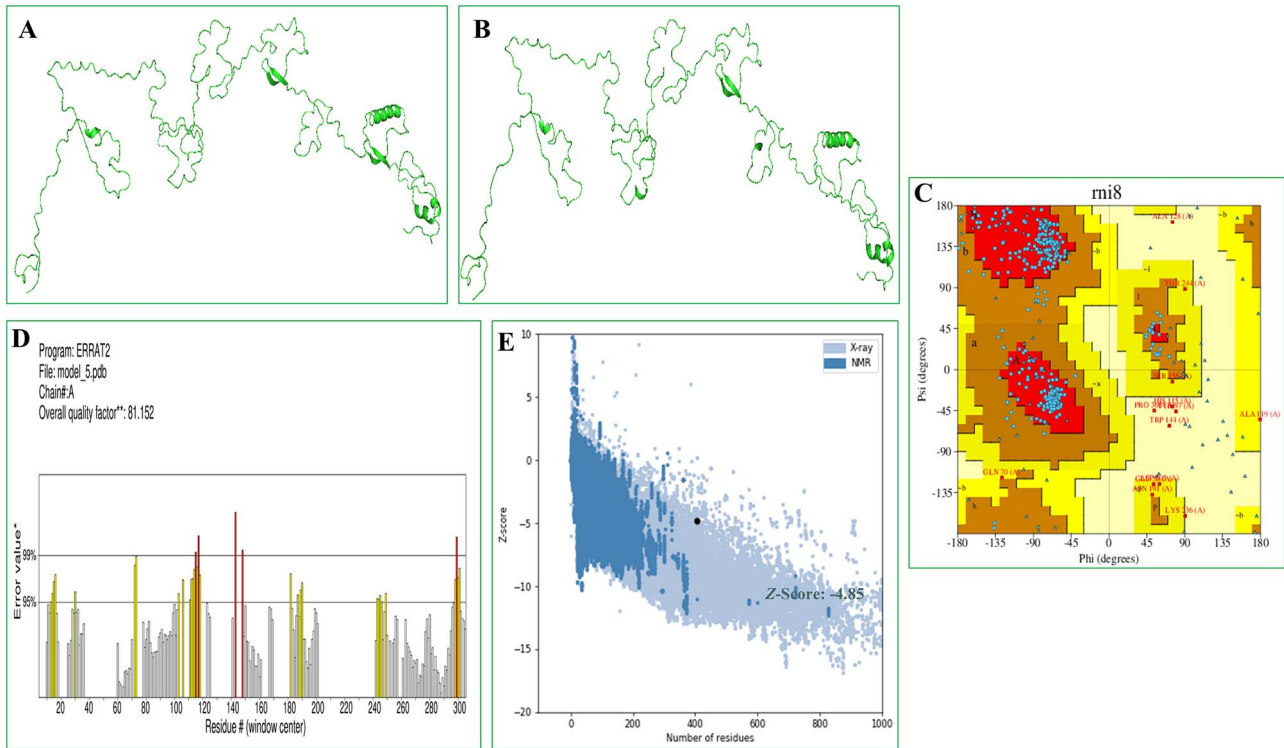 A
B
C
rni8
180
135
90
45
0
-45
-90
-135
Psi (degrees)
-180
-135
-90
-45
0
45
90
135
180
Phi (degrees)
B
A
L
b
a
l
p
~b
~a
~l
ALA 128 (A)
THR 244 (A)
TRP 144 (A)
ALA 119 (A)
GLN 70 (A)
ASN 191 (A)
LYS 236 (A)
D
Program: ERRAT2
File: model_5.pdb
Chain#:A
Overall quality factor**: 81.152
Error value*
99%
95%
20
40
60
80
100
120
140
160
180
200
220
240
260
280
300
Residue # (window center)
E
X-ray
NMR
10
5
0
-5
-10
-15
-20
Z-score
Z-Score: -4.85
0
200
400
600
800
1000
Number of residues